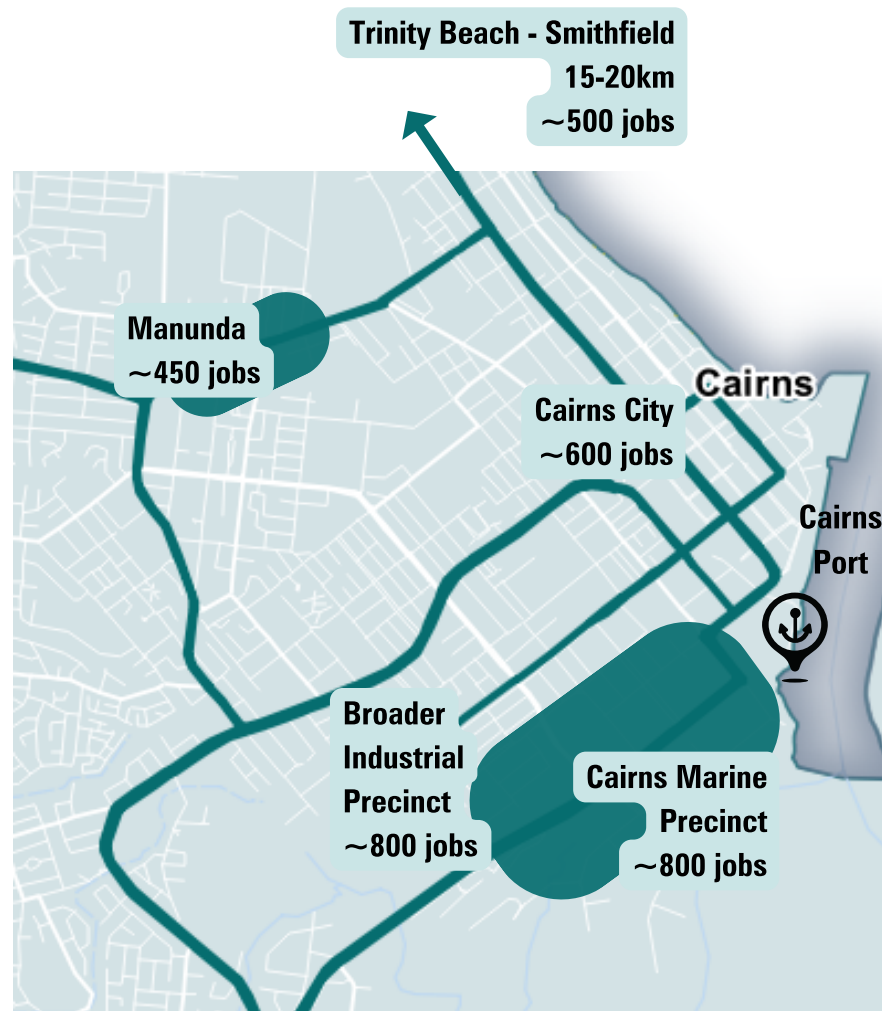 Trinity Beach - Smithfield
15-20km
~500 jobs
Manunda
~450 jobs
Cairns
Cairns City
~600 jobs
Cairns
Port
Broader
Industrial
Precinct
~800 jobs
Cairns Marine
Precinct
~800 jobs